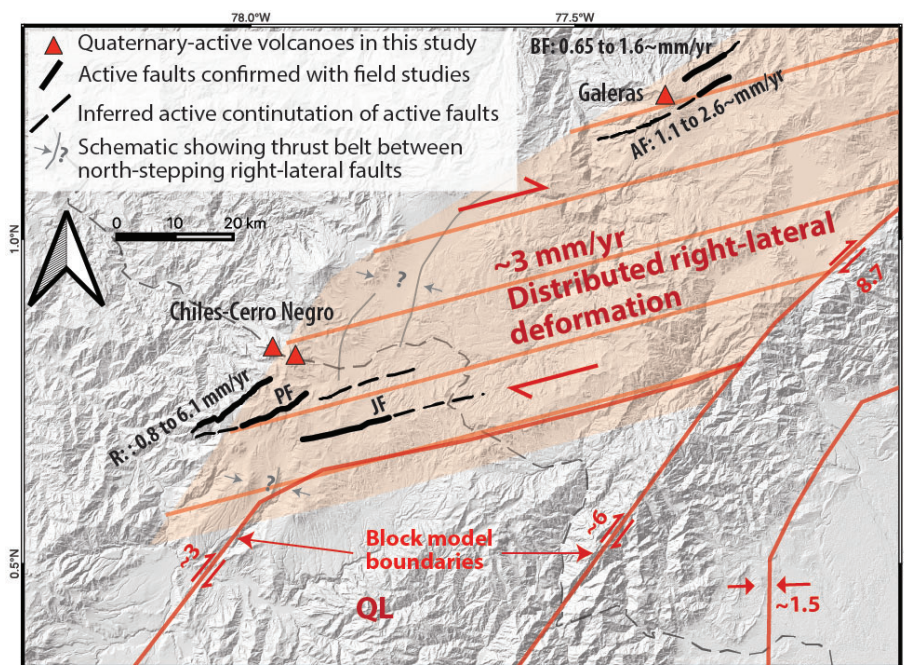 78.0°W
77.5°W
Quaternary-active volcanoes in this study
Active faults confirmed with field studies
Inferred active continutation of active faults
Schematic showing thrust belt between
north-stepping right-lateral faults
?
0 10 20 km
BF: 0.65 to 1.6~mm/yr
Galeras
AF: 1.1 to 2.6~mm/yr
1.0°N
~3 mm/yr
Distributed right-lateral
deformation
8.7
?
Chiles-Cerro Negro
R: ;0.8 to 6.1 mm/yr
PF
JF
?
~3
Block model
boundaries
~6
0.5°N
QL
~1.5